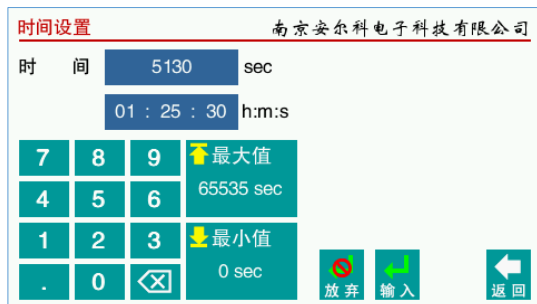 时间设置 南京安尔科电子科技有限公司
时 间 5130 sec
01 : 25 : 30 h:m:s
7 8 9 最大值
65535 sec
4 5 6
1 2 3 最小值
0 sec
. 0
放弃 输入 返回